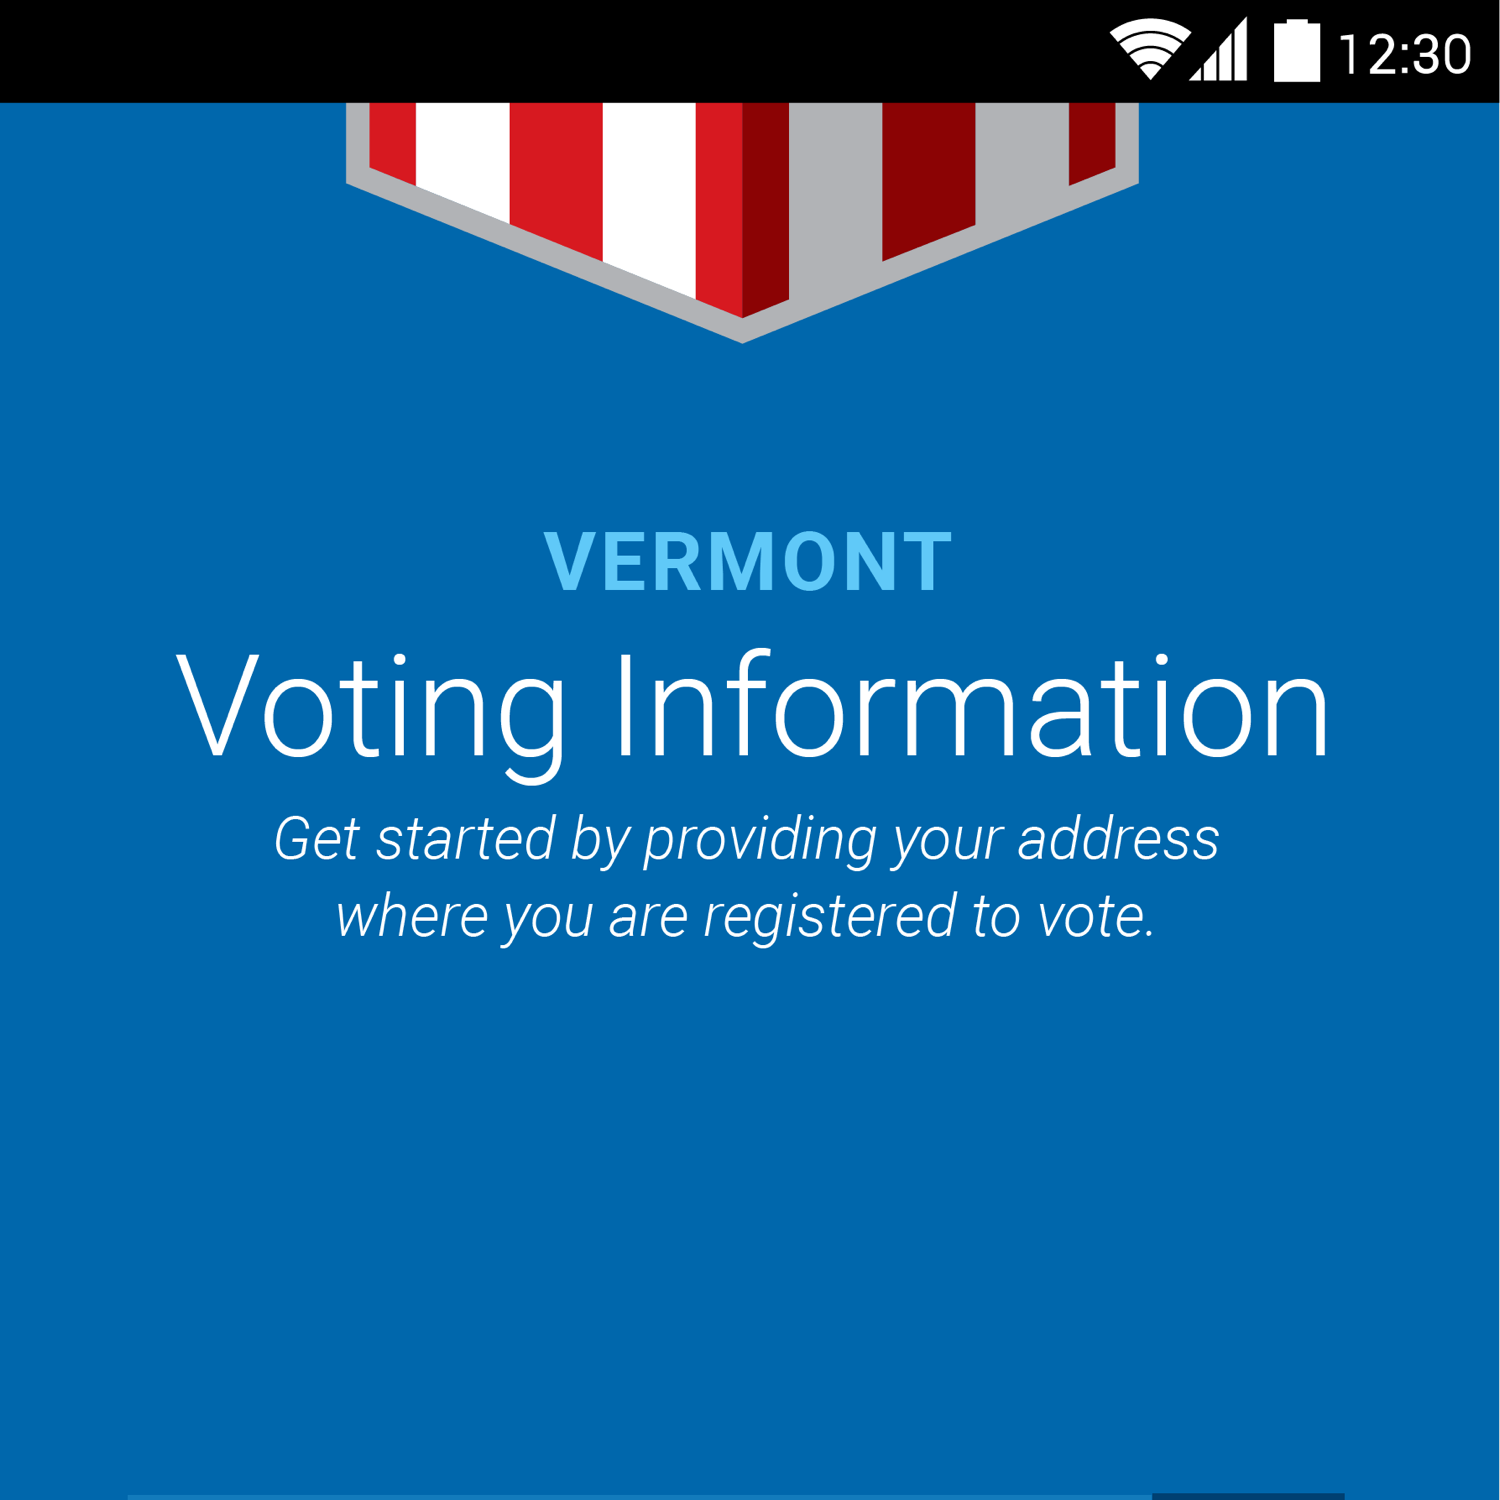 12:30
VERMONT
Voting Information
Get started by providing your address
where you are registered to vote.